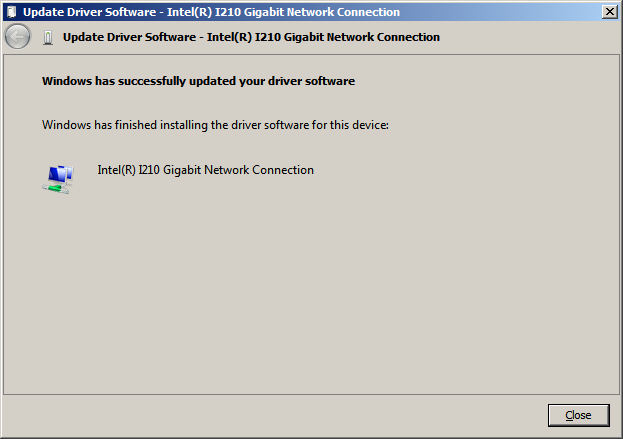 Update Driver Software - Intel(R) I210 Gigabit Network Connection
Update Driver Software - Intel(R) I210 Gigabit Network Connection
Windows has successfully updated your driver software
Windows has finished installing the driver software for this device:
Intel(R) I210 Gigabit Network Connection
Close